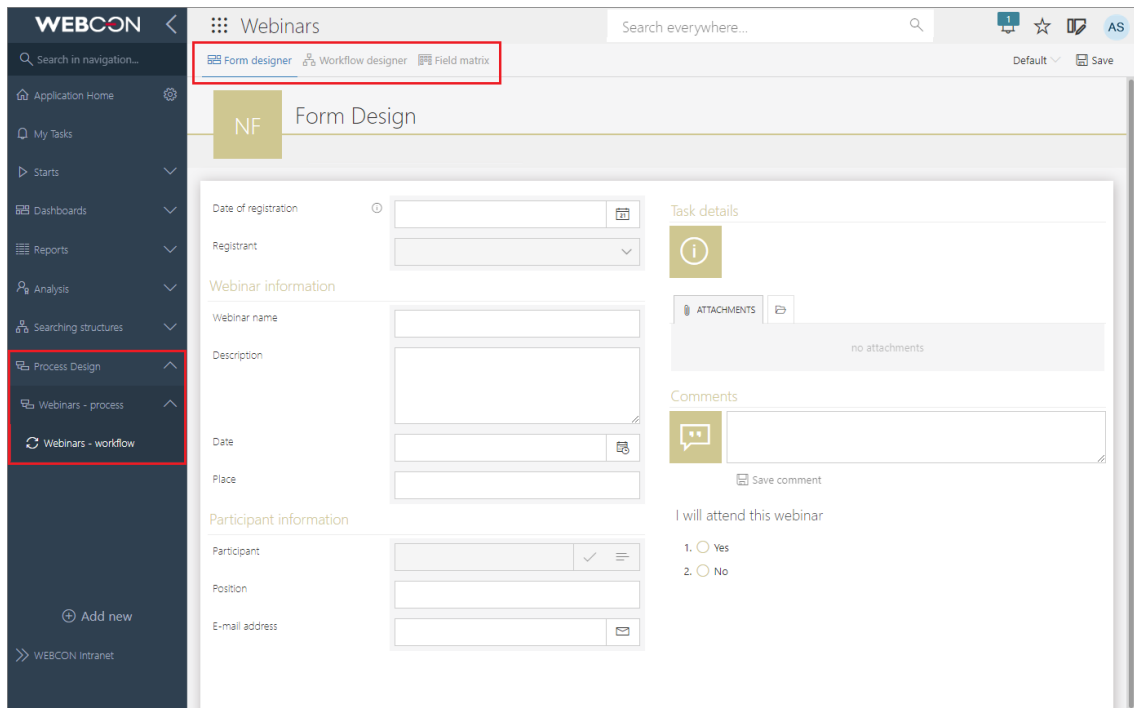 WEBCON
Search in navigation...
Application Home
My Tasks
Starts
Dashboards
Reports
Analysis
Searching structures
Process Design
Webinars - process
Webinars - workflow
Add new
WEBCON Intranet
Webinars
Search everywhere...
1
AS
Form designer
Workflow designer
Field matrix
Default
Save
NF
Form Design
Date of registration
31
Registrant
Webinar information
Webinar name
Description
Date
Place
Participant information
Participant
Position
E-mail address
Task details
ATTACHMENTS
no attachments
Comments
Save comment
I will attend this webinar
1. Yes
2. No